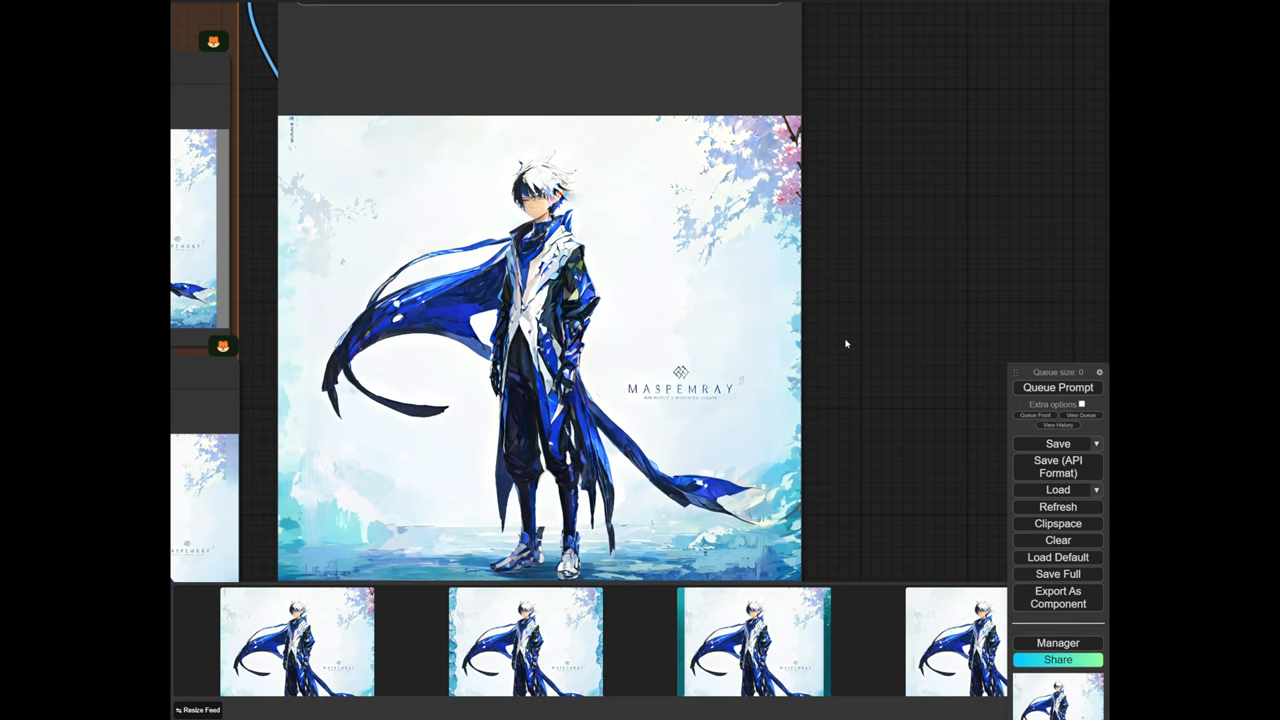 MASPEMRAY
Queue size: 0
Queue Prompt
Extra options
Queue Front
View Queue
View History
Save
Save (API
Format)
Load
Refresh
Clipspace
Clear
Load Default
Save Full
Export As
Component
Manager
Share
Resize Feed